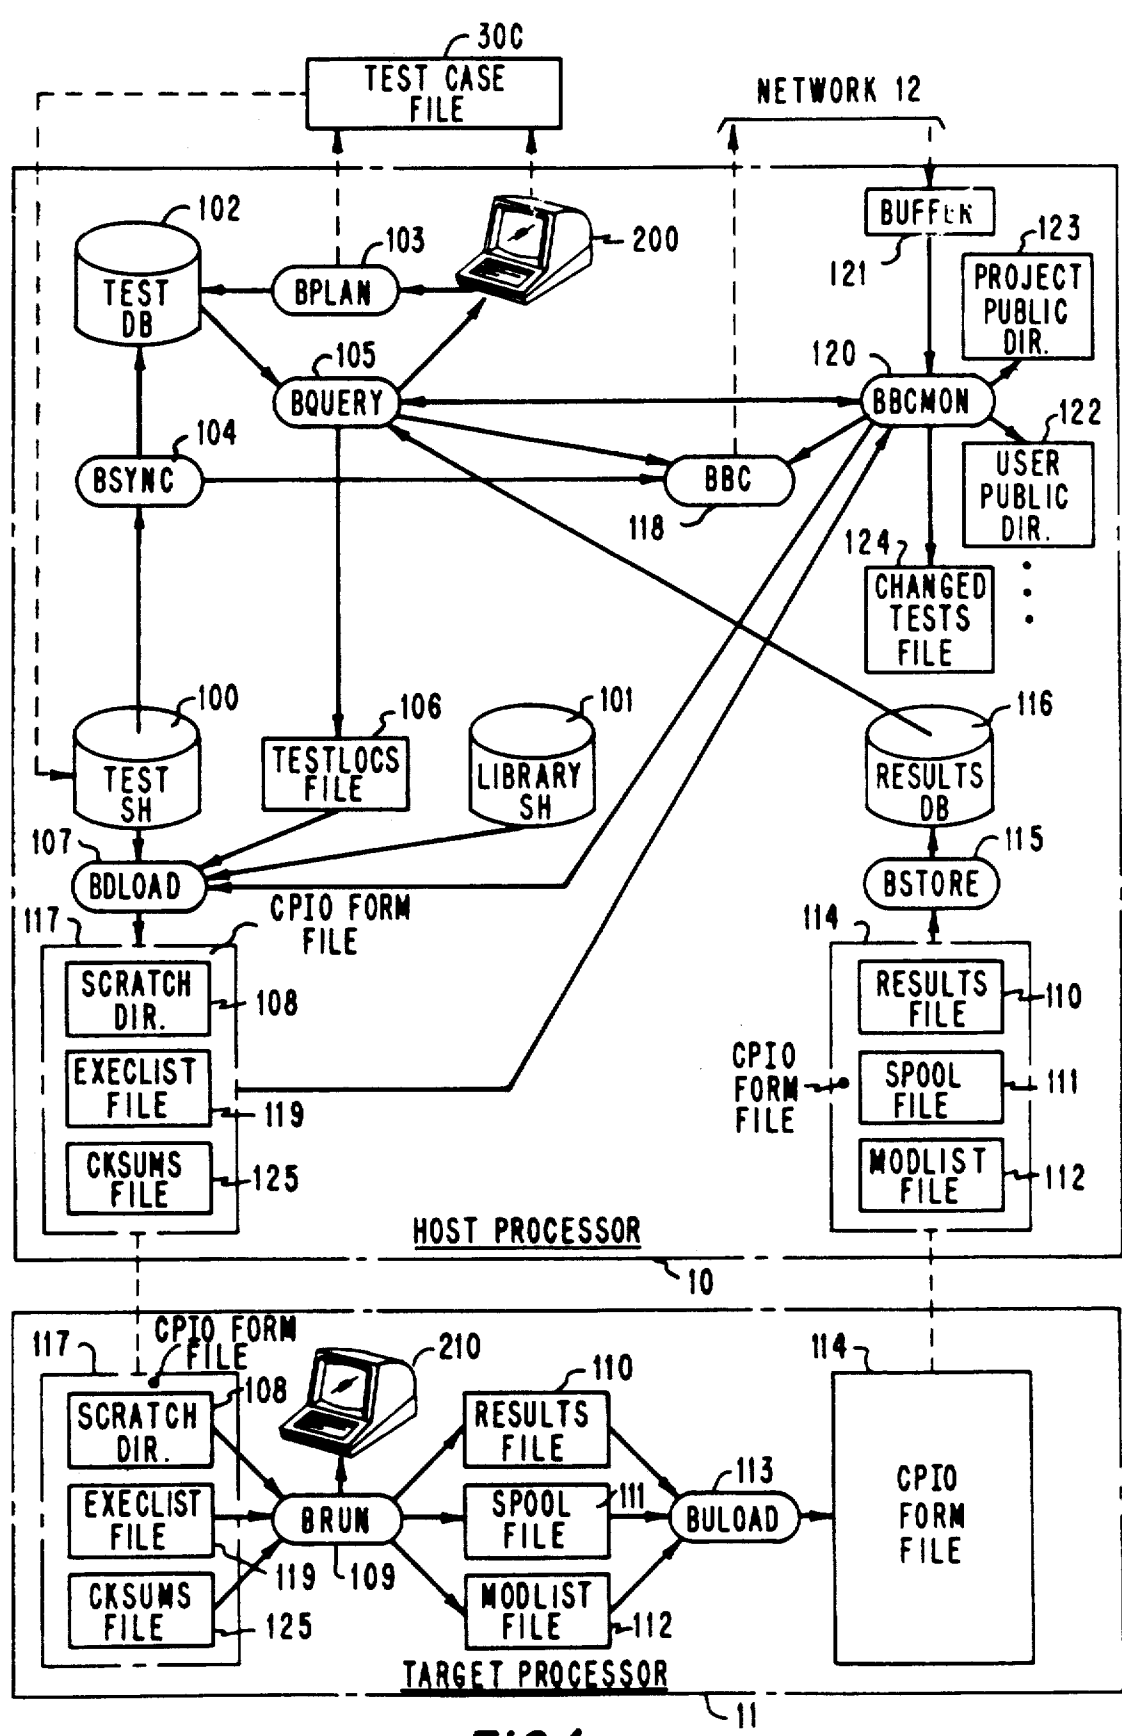 30C
TEST CASE
FILE
NETWORK 12
102
TEST
DB
103
BPLAN
200
BUFFER
121
123
PROJECT
PUBLIC
DIR.
105
BQUERY
120
BBCMON
104
BSYNC
BBC
118
122
USER
PUBLIC
DIR.
124
CHANGED
TESTS
FILE
100
TEST
SH
106
TESTLOCS
FILE
101
LIBRARY
SH
116
RESULTS
DB
107
BDLOAD
115
BSTORE
117
CPIO FORM
FILE
SCRATCH
DIR.
108
EXECLIST
FILE
119
CKSUMS
FILE
125
114
RESULTS
FILE
110
CPIO
FORM
FILE
SPOOL
FILE
111
MODLIST
FILE
112
HOST PROCESSOR
10
117
CPIO FORM
FILE
108
SCRATCH
DIR.
EXECLIST
FILE
119
CKSUMS
FILE
125
210
BRUN
109
110
RESULTS
FILE
111
SPOOL
FILE
MODLIST
FILE
112
113
BULOAD
114
CPIO
FORM
FILE
TARGET PROCESSOR
11